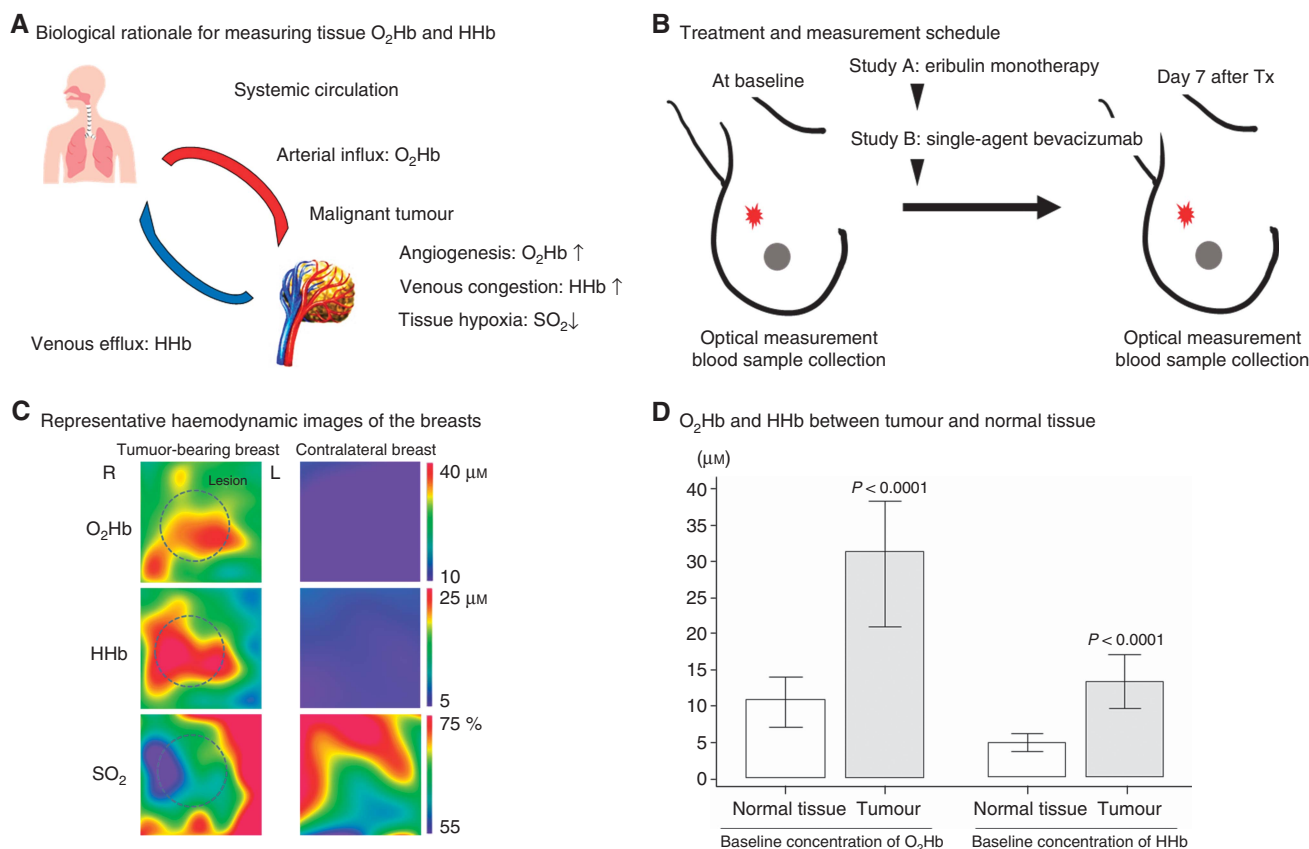 A Biological rationale for measuring tissue O₂Hb and HHb
Systemic circulation
Arterial influx: O₂Hb
Malignant tumour
Angiogenesis: O₂Hb ↑
Venous congestion: HHb ↑
Tissue hypoxia: SO₂↓
Venous efflux: HHb
B Treatment and measurement schedule
At baseline
Study A: eribulin monotherapy
Study B: single-agent bevacizumab
Day 7 after Tx
Optical measurement
blood sample collection
Optical measurement
blood sample collection
C Representative haemodynamic images of the breasts
Tumuor-bearing breast
Contralateral breast
R
L
Lesion
O₂Hb
40 μM
10
HHb
25 μM
5
SO₂
75 %
55
D O₂Hb and HHb between tumour and normal tissue
(μM)
40
35
30
25
20
15
10
5
0
P < 0.0001
P < 0.0001
Normal tissue
Tumour
Normal tissue
Tumour
Baseline concentration of O₂Hb
Baseline concentration of HHb